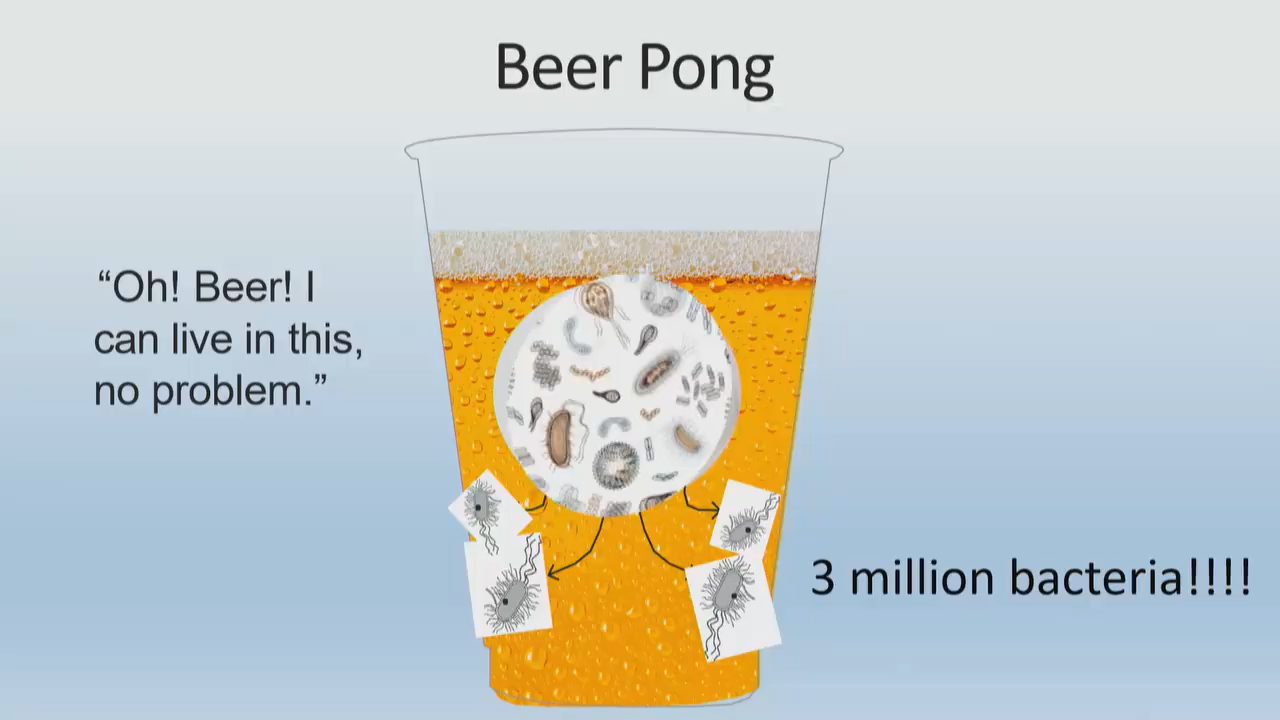 Beer Pong
“Oh! Beer! I
can live in this,
no problem.”
3 million bacteria!!!!